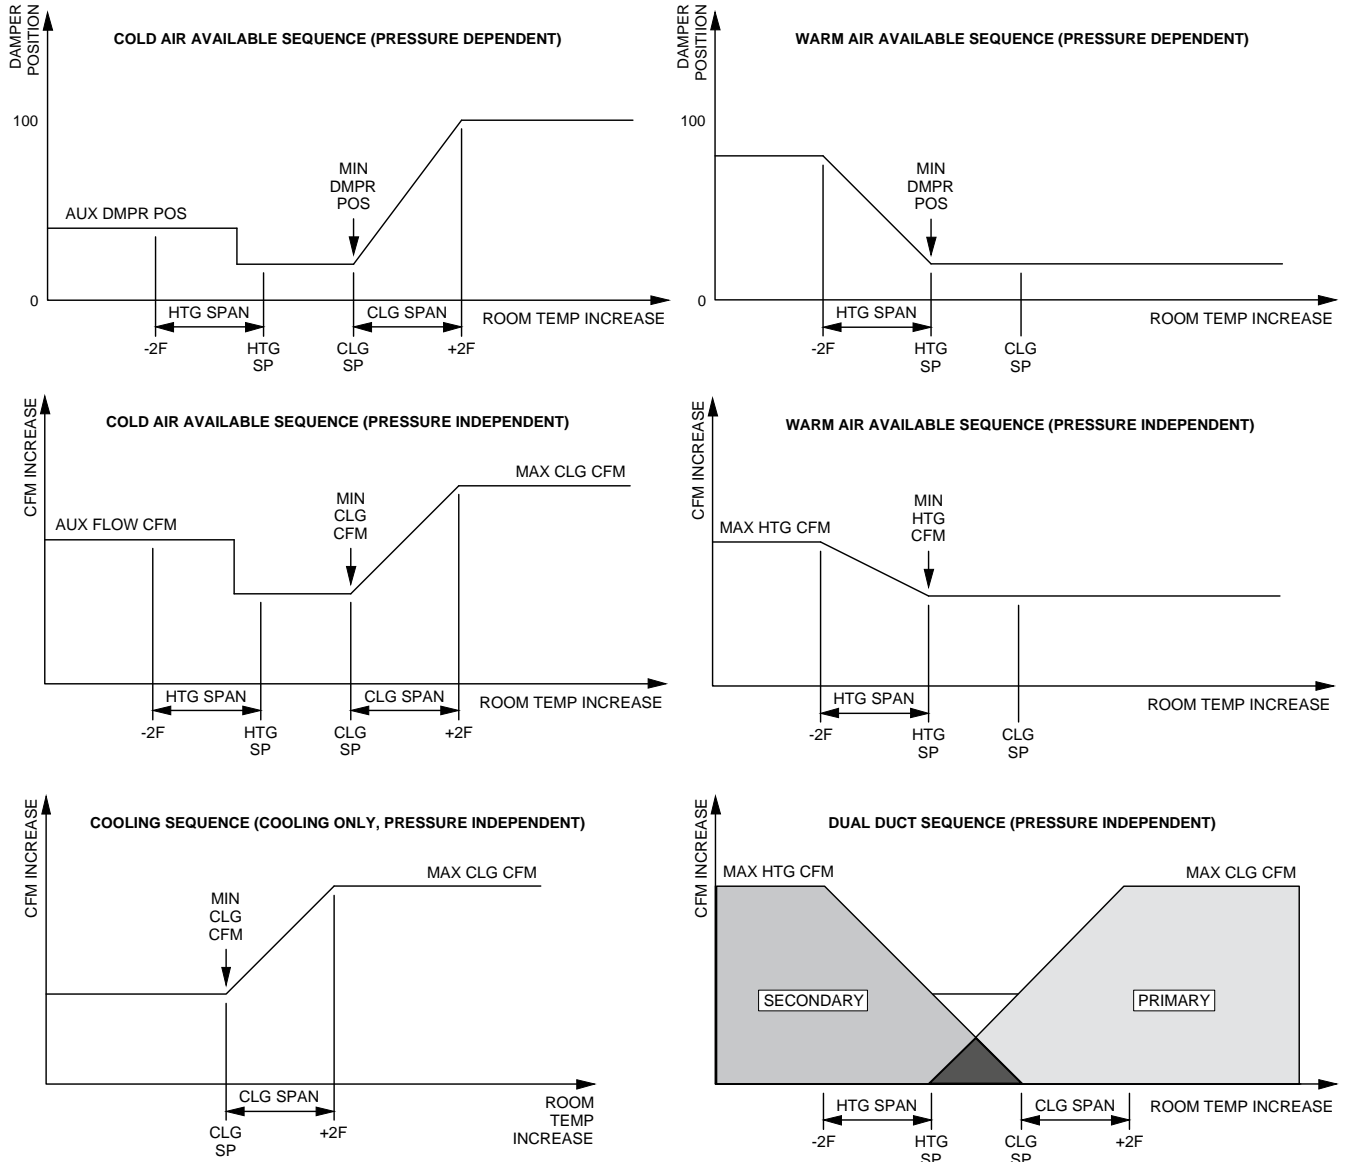 DAMPER
POSITION
COLD AIR AVAILABLE SEQUENCE (PRESSURE DEPENDENT)
100
MIN
DMPR
POS
AUX DMPR POS
0
HTG SPAN
CLG SPAN
ROOM TEMP INCREASE
-2F
HTG
SP
CLG
SP
+2F
DAMPER
POSITION
WARM AIR AVAILABLE SEQUENCE (PRESSURE DEPENDENT)
100
MIN
DMPR
POS
0
HTG SPAN
ROOM TEMP INCREASE
-2F
HTG
SP
CLG
SP
CFM INCREASE
COLD AIR AVAILABLE SEQUENCE (PRESSURE INDEPENDENT)
MAX CLG CFM
MIN
CLG
CFM
AUX FLOW CFM
HTG SPAN
CLG SPAN
ROOM TEMP INCREASE
-2F
HTG
SP
CLG
SP
+2F
CFM INCREASE
WARM AIR AVAILABLE SEQUENCE (PRESSURE INDEPENDENT)
MIN
HTG
CFM
MAX HTG CFM
HTG SPAN
ROOM TEMP INCREASE
-2F
HTG
SP
CLG
SP
CFM INCREASE
COOLING SEQUENCE (COOLING ONLY, PRESSURE INDEPENDENT)
MAX CLG CFM
MIN
CLG
CFM
CLG SPAN
ROOM
TEMP
INCREASE
CLG
SP
+2F
CFM INCREASE
DUAL DUCT SEQUENCE (PRESSURE INDEPENDENT)
MAX HTG CFM
MAX CLG CFM
SECONDARY
PRIMARY
HTG SPAN
CLG SPAN
ROOM TEMP INCREASE
-2F
HTG
SP
CLG
SP
+2F